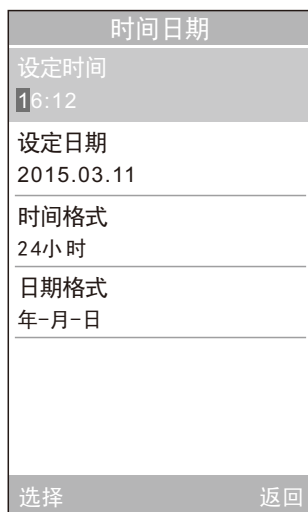 时间日期
设定时间
16:12
设定日期
2015.03.11
时间格式
24小时
日期格式
年-月-日
选择 返回